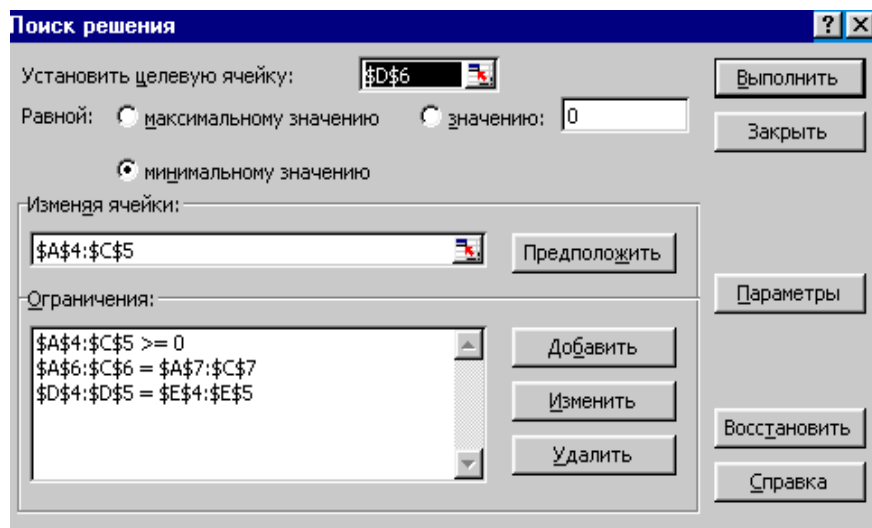 Поиск решения
Установить целевую ячейку: $D$6
Выполнить
Равной: максимальному значению значению: 0
Закрыть
минимальному значению
Изменяя ячейки:
$A$4:$C$5
Предположить
Параметры
Ограничения:
$A$4:$C$5 >= 0
$A$6:$C$6 = $A$7:$C$7
$D$4:$D$5 = $E$4:$E$5
Добавить
Изменить
Удалить
Восстановить
Справка